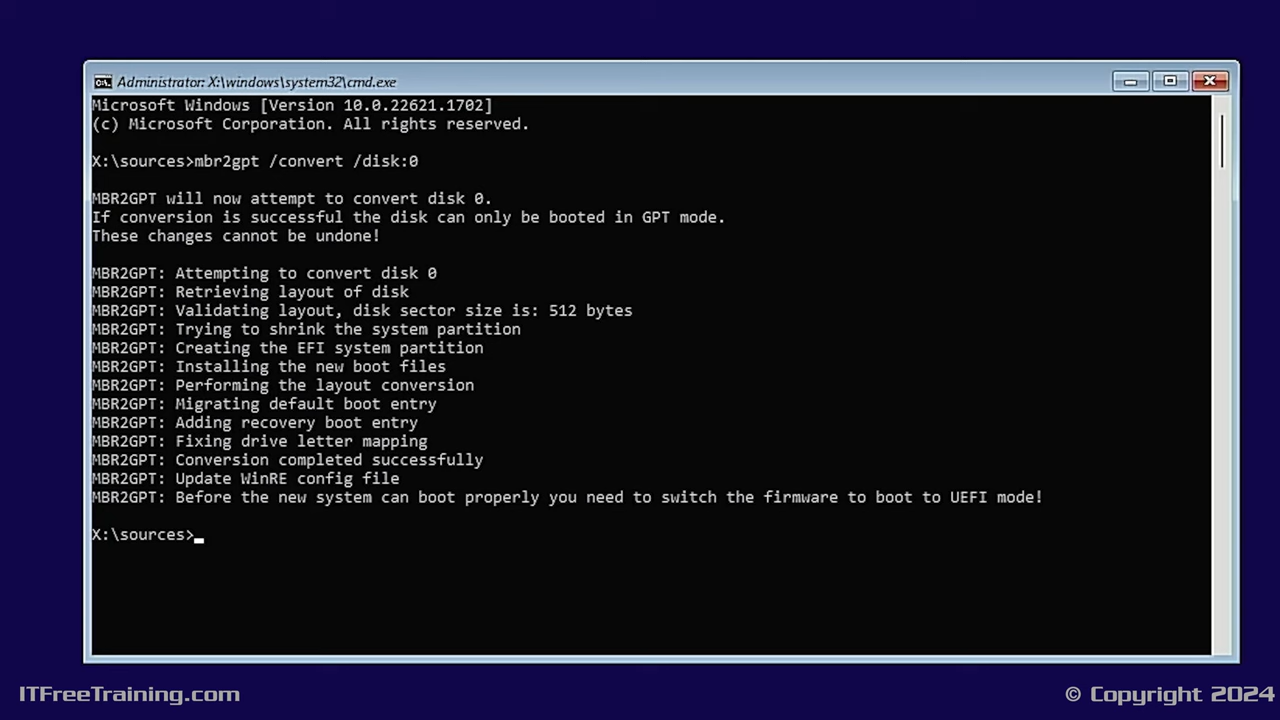 Administrator: X:\windows\system32\cmd.exe
Microsoft Windows [Version 10.0.22621.1702]
(c) Microsoft Corporation. All rights reserved.
X:\sources>mbr2gpt /convert /disk:0
MBR2GPT will now attempt to convert disk 0.
If conversion is successful the disk can only be booted in GPT mode.
These changes cannot be undone!
MBR2GPT: Attempting to convert disk 0
MBR2GPT: Retrieving layout of disk
MBR2GPT: Validating layout, disk sector size is: 512 bytes
MBR2GPT: Trying to shrink the system partition
MBR2GPT: Creating the EFI system partition
MBR2GPT: Installing the new boot files
MBR2GPT: Performing the layout conversion
MBR2GPT: Migrating default boot entry
MBR2GPT: Adding recovery boot entry
MBR2GPT: Fixing drive letter mapping
MBR2GPT: Conversion completed successfully
MBR2GPT: Update WinRE config file
MBR2GPT: Before the new system can boot properly you need to switch the firmware to boot to UEFI mode!
X:\sources>
ITFreeTraining.com
© Copyright 2024